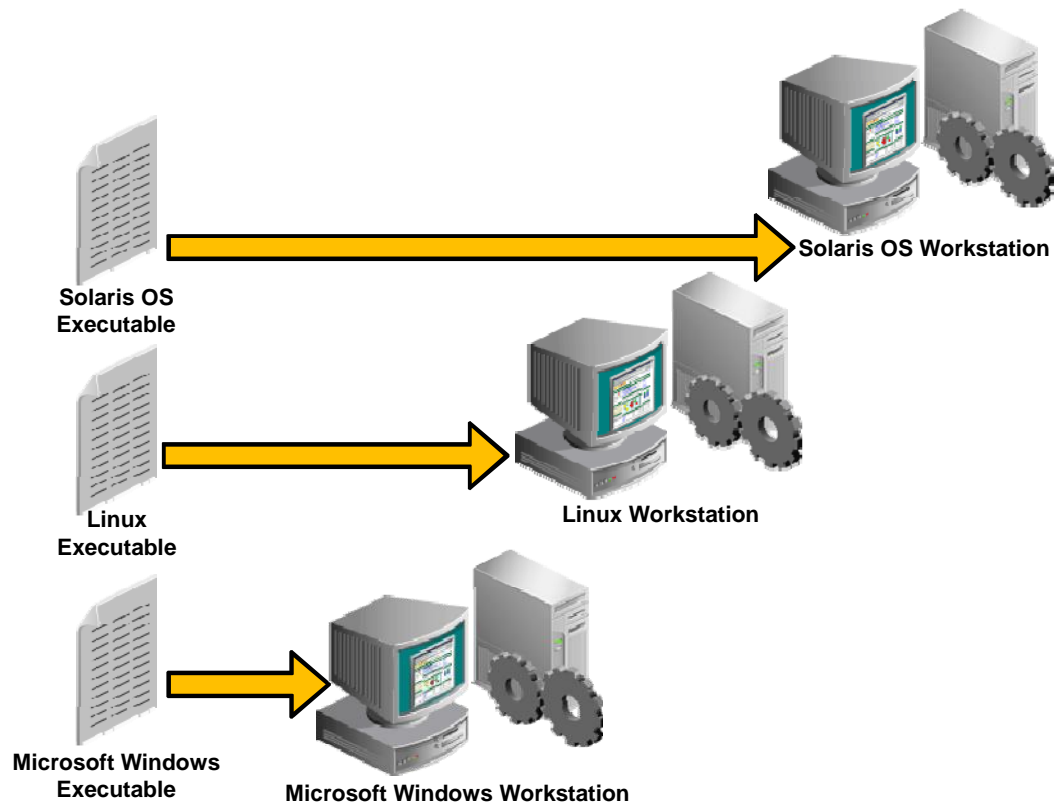 Solaris OS Workstation
Solaris OS
Executable
Linux Workstation
Linux
Executable
Microsoft Windows
Executable
Microsoft Windows Workstation